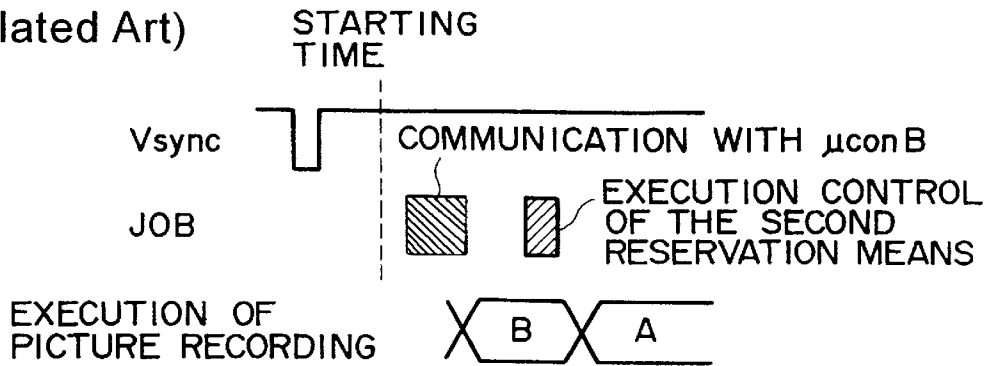 lated Art)
STARTING
TIME
Vsync
COMMUNICATION WITH μcon B
JOB
EXECUTION CONTROL
OF THE SECOND
RESERVATION MEANS
EXECUTION OF
PICTURE RECORDING
B
A